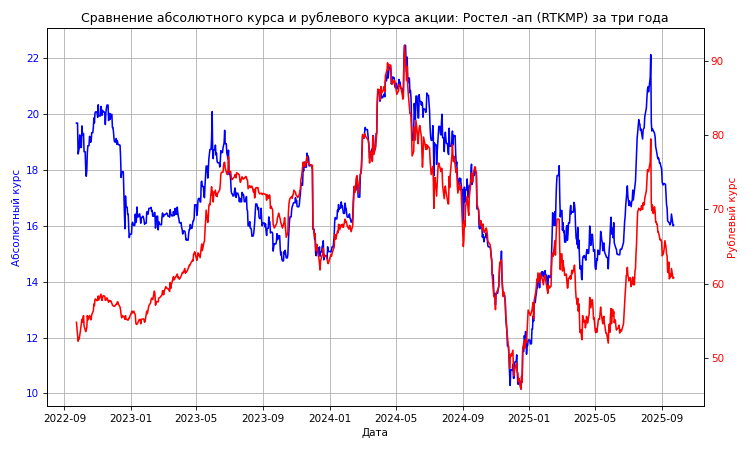 Сравнение абсолютного курса и рублевого курса акции: Ростел -ап (RTKMP) за три года
22
20
18
16
14
12
10
Абсолютный курс
90
80
70
60
50
Рублевый курс
2022-09 2023-01 2023-05 2023-09 2024-01 2024-05 2024-09 2025-01 2025-05 2025-09
Дата